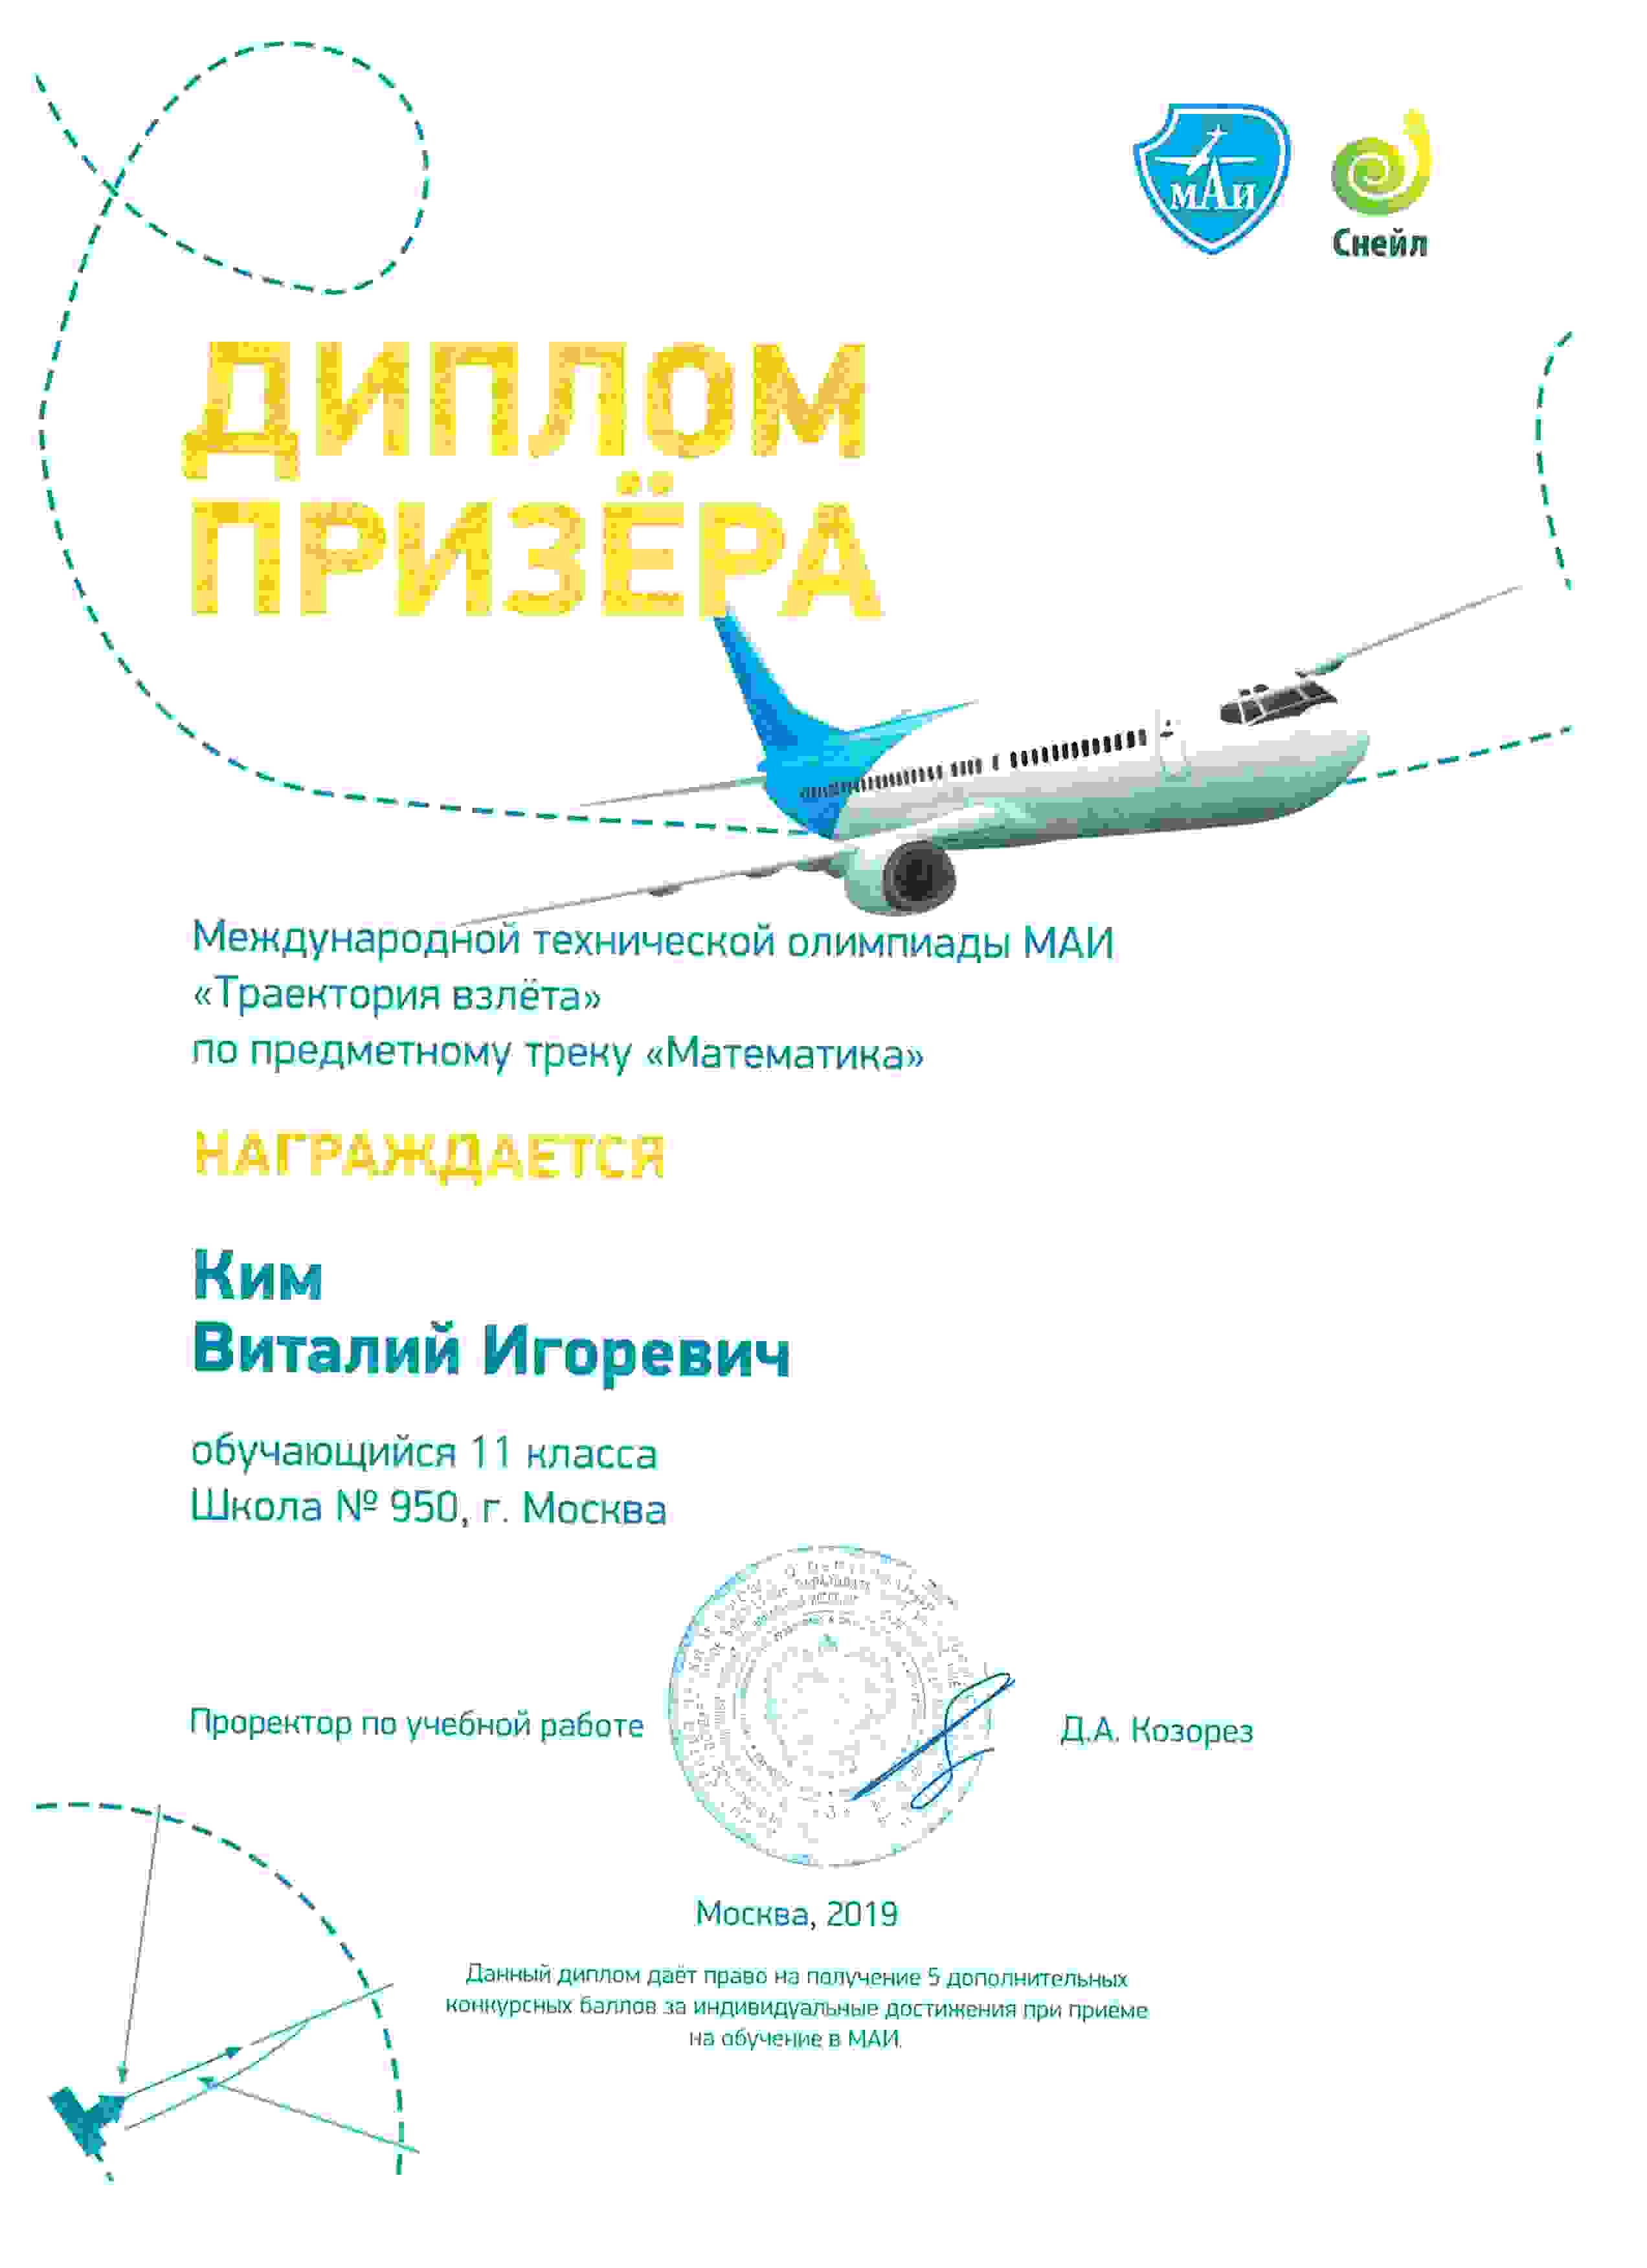 МАИ
Снейл
ДИПЛОМ
ПРИЗЁРА
Международной технической олимпиады МАИ
«Траектория взлёта»
по предметному треку «Математика»
НАГРАЖДАЕТСЯ
Ким
Виталий Игоревич
обучающийся 11 класса
Школа № 950, г. Москва
Проректор по учебной работе
Д.А. Козорез
Москва, 2019
Данный диплом даёт право на получение 5 дополнительных
конкурсных баллов за индивидуальные достижения при приеме
на обучение в МАИ.